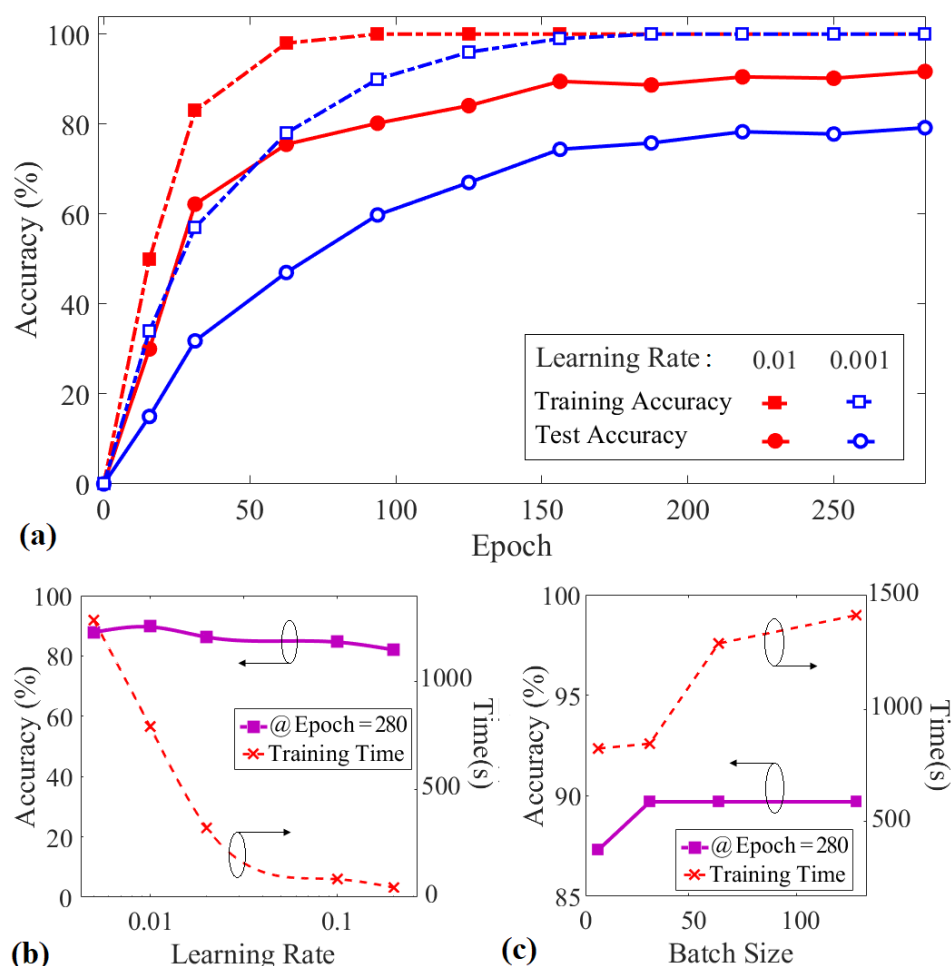 100
80
60
40
20
0
Accuracy (%)
Learning Rate : 0.01 0.001
Training Accuracy
Test Accuracy
0 50 100 150 200 250
Epoch
(a)
100
80
60
40
20
0
Accuracy (%)
1000
500
0
Time(s)
@ Epoch = 280
Training Time
0.01 0.1
Learning Rate
(b)
100
95
90
85
Accuracy (%)
1500
1000
500
Time(s)
@ Epoch = 280
Training Time
0 50 100
Batch Size
(c)